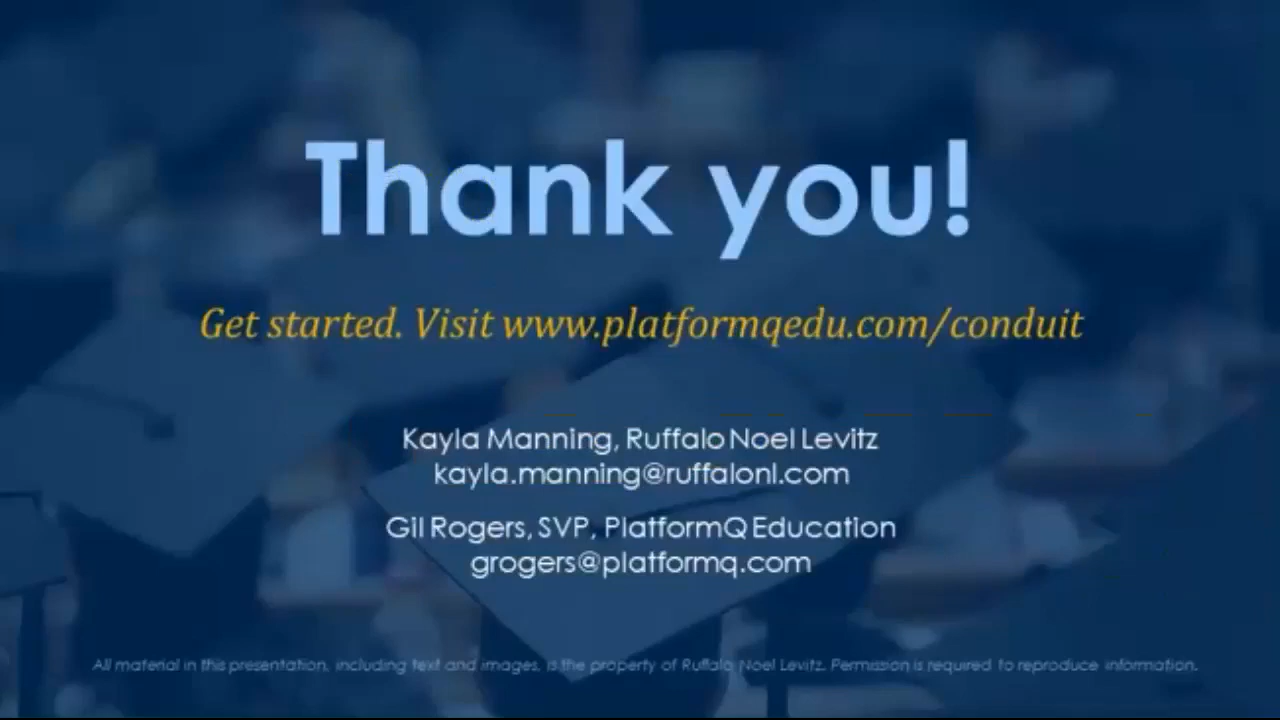 Thank you!
Get started. Visit www.platformqedu.com/conduit
Kayla Manning, Ruffalo Noel Levitz
kayla.manning@ruffalonl.com
Gil Rogers, SVP, PlatformQ Education
grogers@platformq.com
All material in this presentation, including text and images, is the property of Ruffalo Noel Levitz. Permission is required to reproduce information.